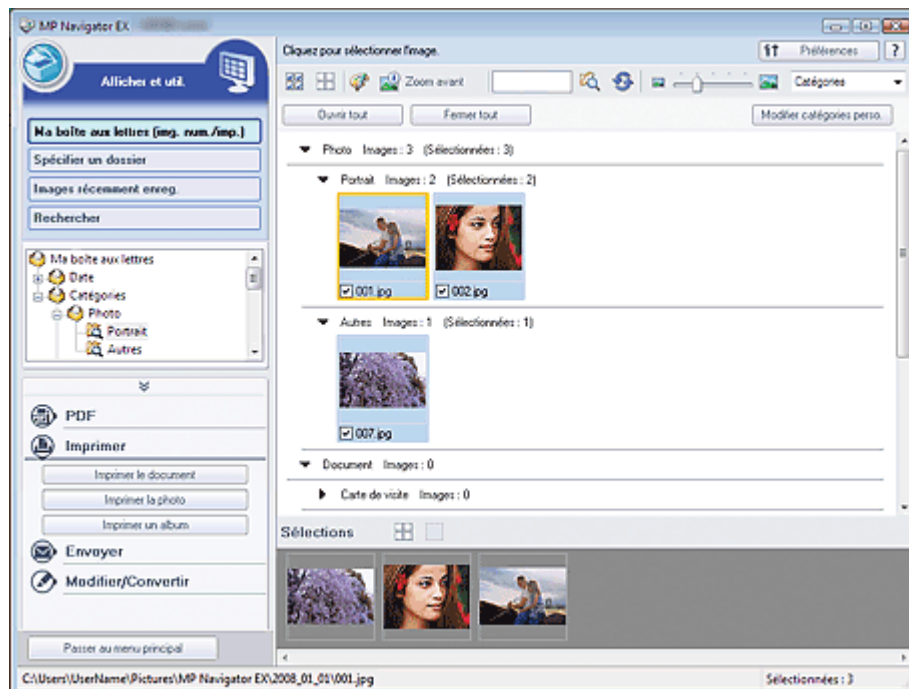 MP Navigator EX
Afficher et util.
Cliquez pour sélectionner l'image.
Préférences
?
Zoom avant
Catégories
Ouvrir tout
Fermer tout
Modifier catégories perso.
Ma boîte aux lettres (img. num./imp.)
Spécifier un dossier
Images récemment enreg.
Rechercher
Ma boîte aux lettres
Date
Catégories
Photo
Portrait
Autres
PDF
Imprimer
Imprimer le document
Imprimer la photo
Imprimer un album
Envoyer
Modifier/Convertir
Passer au menu principal
Photo Images : 3 (Sélectionnées : 3)
Portrait Images : 2 (Sélectionnées : 2)
001.jpg
002.jpg
Autres Images : 1 (Sélectionnées : 1)
007.jpg
Document Images : 0
Carte de visite Images : 0
Sélections
C:\Users\UserName\Pictures\MP Navigator EX\2008_01_01\001.jpg
Sélectionnées : 3